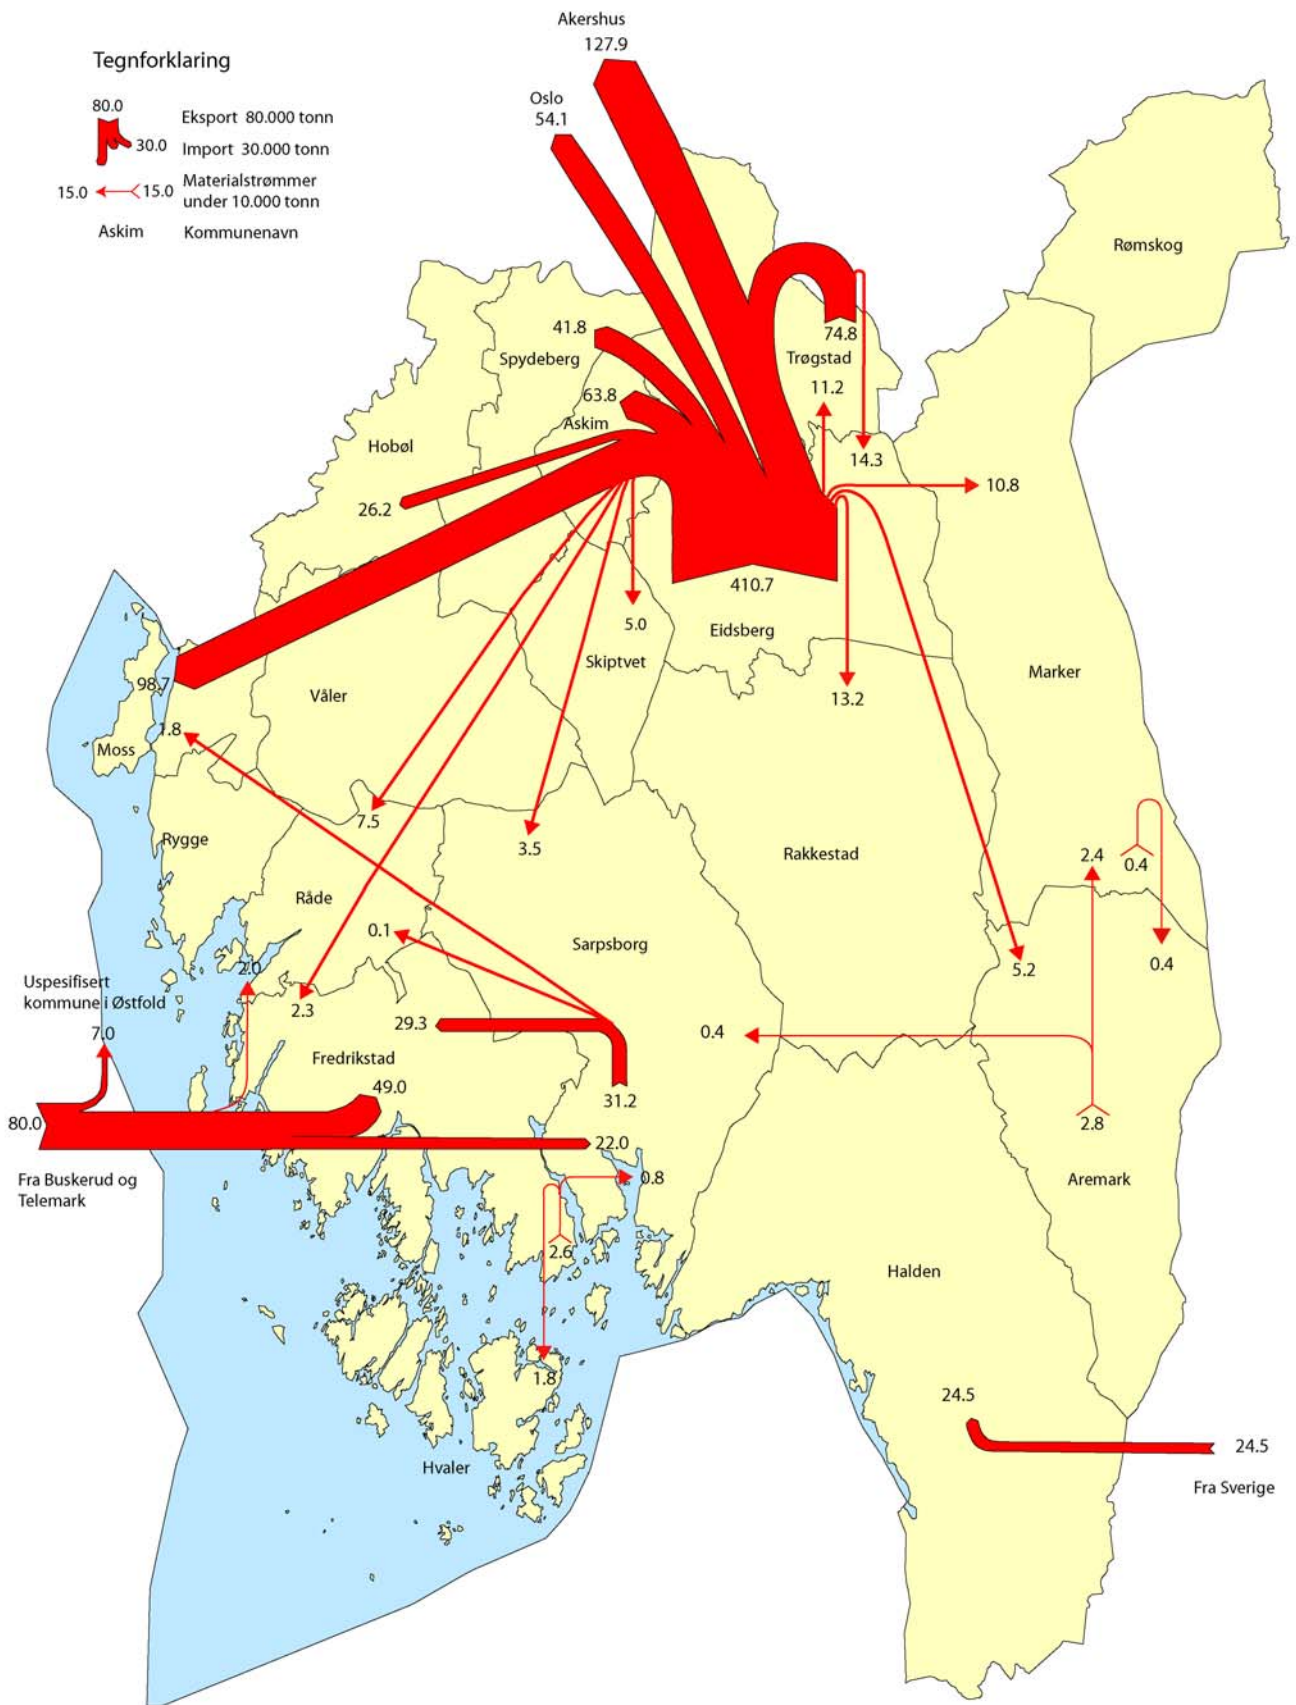 Akershus
127.9
Tegnforklaring
80.0
Eksport 80.000 tonn
30.0
Import 30.000 tonn
15.0
15.0
Materialstrømmer
under 10.000 tonn
Askim
Kommunenavn
Oslo
54.1
Rømskog
41.8
Spydeberg
74.8
Trøgstad
11.2
63.8
Askim
Hobøl
14.3
10.8
26.2
410.7
5.0
Eidsberg
Skiptvet
Marker
98.7
Våler
13.2
1.8
Moss
7.5
3.5
Rygge
Rakkestad
2.4
0.4
Råde
0.1
Sarpsborg
5.2
0.4
2.0
Uspesifisert
kommune i Østfold
7.0
2.3
29.3
0.4
Fredrikstad
49.0
31.2
80.0
22.0
2.8
Fra Buskerud og
Telemark
0.8
Aremark
2.6
Halden
1.8
24.5
Hvaler
24.5
Fra Sverige